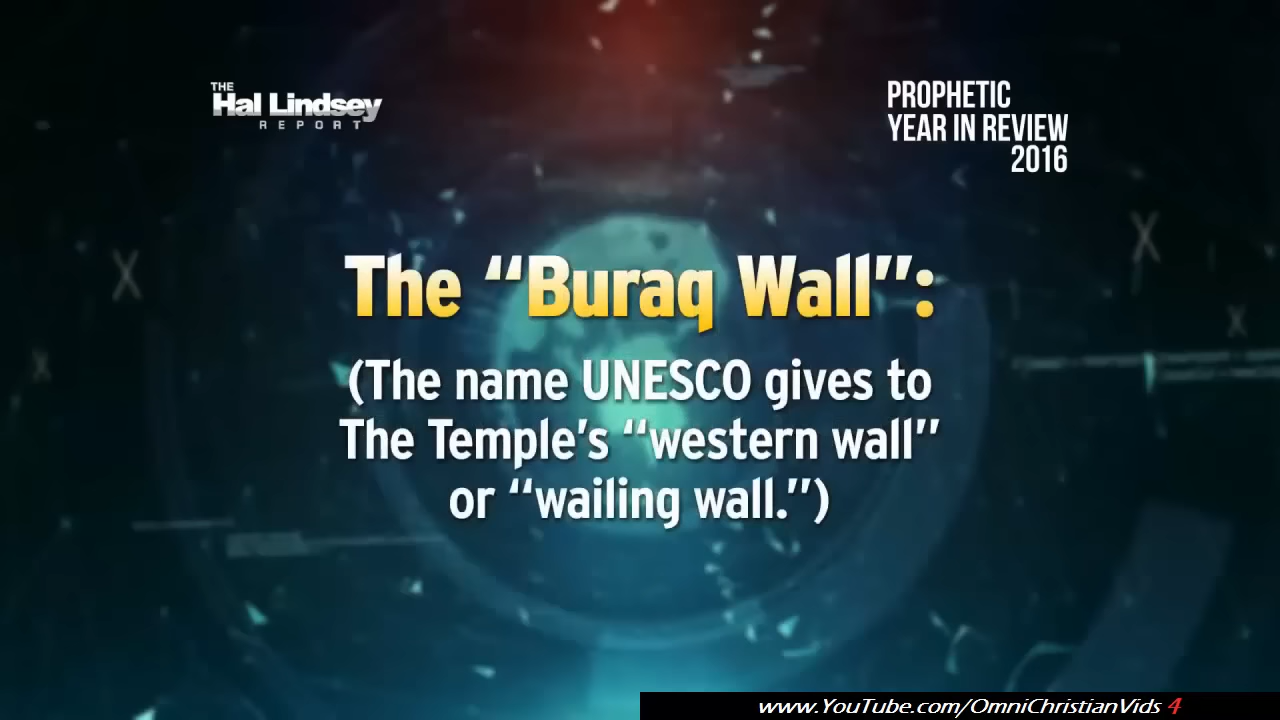 THE
Hal Lindsey
REPORT
PROPHETIC
YEAR IN REVIEW
2016
The “Buraq Wall”:
(The name UNESCO gives to
The Temple’s “western wall”
or “wailing wall.”)
www.YouTube.com/OmniChristianVids 4